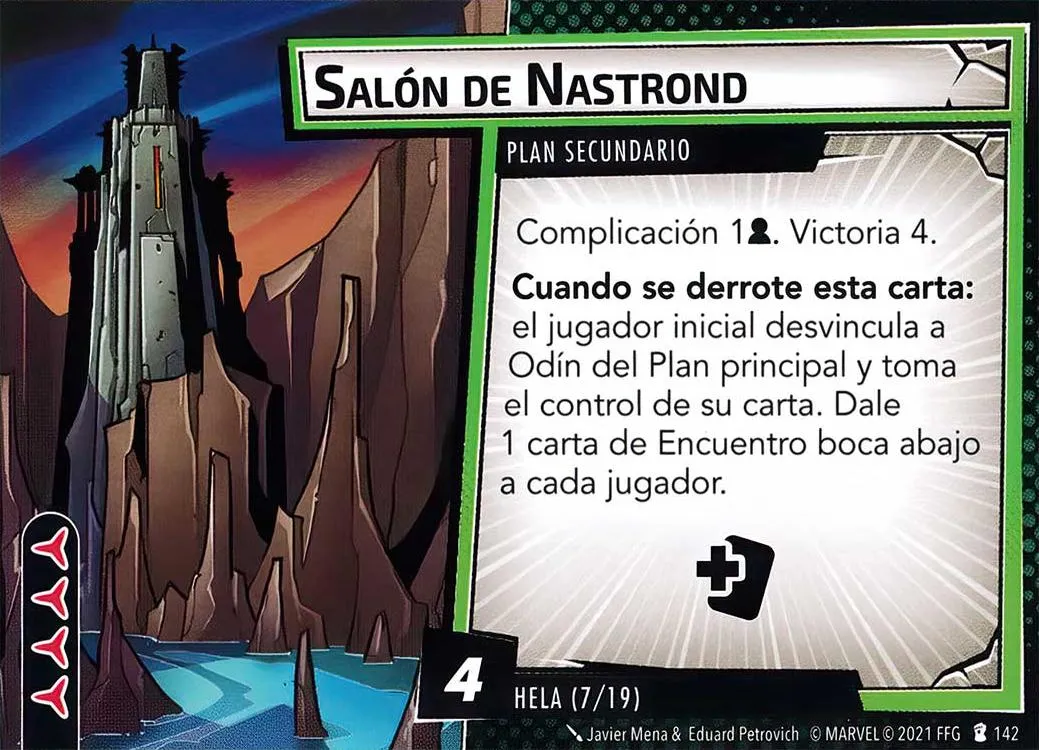 SALÓN DE NASTROND
PLAN SECUNDARIO
Complicación 1. Victoria 4.
Cuando se derrote esta carta:
el jugador inicial desvincula a
Odín del Plan principal y toma
el control de su carta. Dale
1 carta de Encuentro boca abajo
a cada jugador.
4
HELA (7/19)
Javier Mena & Eduard Petrovich © MARVEL © 2021 FFG 142